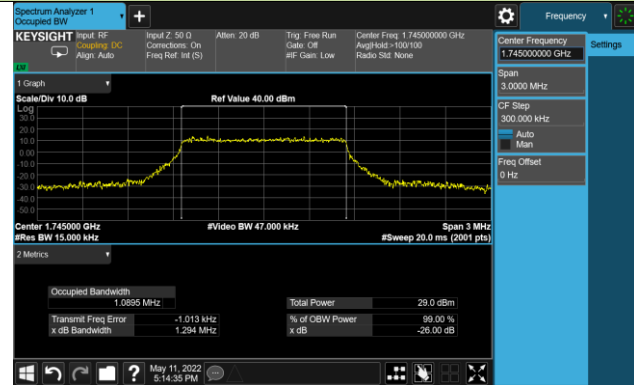 Spectrum Analyzer 1
Occupied BW
Frequency
KEYSIGHT
Input: RF
Coupling: DC
Align: Auto
Input Z: 50 Ω
Corrections: On
Freq Ref: Int (S)
Atten: 20 dB
Trig: Free Run
Gate: Off
#IF Gain: Low
Center Freq: 1.745000000 GHz
Avg|Hold:>100/100
Radio Std: None
LXI
Center Frequency
1.745000000 GHz
Settings
Span
3.0000 MHz
CF Step
300.000 kHz
Auto
Man
Freq Offset
0 Hz
1 Graph
Scale/Div 10.0 dB
Ref Value 40.00 dBm
Log
30.0
20.0
10.0
0.00
-10.0
-20.0
-30.0
-40.0
-50.0
Center 1.745000 GHz
#Video BW 47.000 kHz
Span 3 MHz
#Res BW 15.000 kHz
#Sweep 20.0 ms (2001 pts)
2 Metrics
Occupied Bandwidth
1.0895 MHz
Total Power
29.0 dBm
Transmit Freq Error
-1.013 kHz
% of OBW Power
99.00 %
x dB Bandwidth
1.294 MHz
x dB
-26.00 dB
?
May 11, 2022
5:14:35 PM